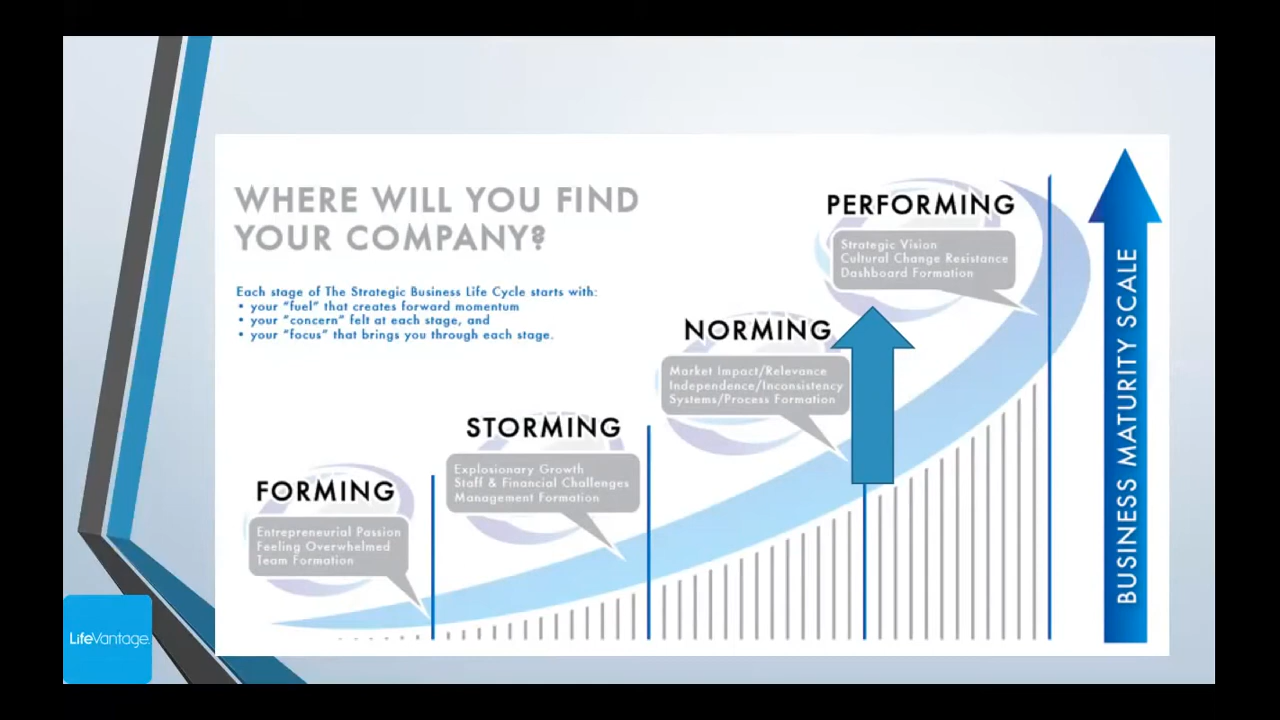 WHERE WILL YOU FIND
YOUR COMPANY?
Each stage of The Strategic Business Life Cycle starts with:
• your "fuel" that creates forward momentum
• your "concern" felt at each stage, and
• your "focus" that brings you through each stage.
FORMING
Entrepreneurial Passion
Feeling Overwhelmed
Team Formation
STORMING
Explosionary Growth
Staff & Financial Challenges
Management Formation
NORMING
Market Impact/Relevance
Independence/Inconsistency
Systems/Process Formation
PERFORMING
Strategic Vision
Cultural Change Resistance
Dashboard Formation
BUSINESS MATURITY SCALE
LifeVantage.